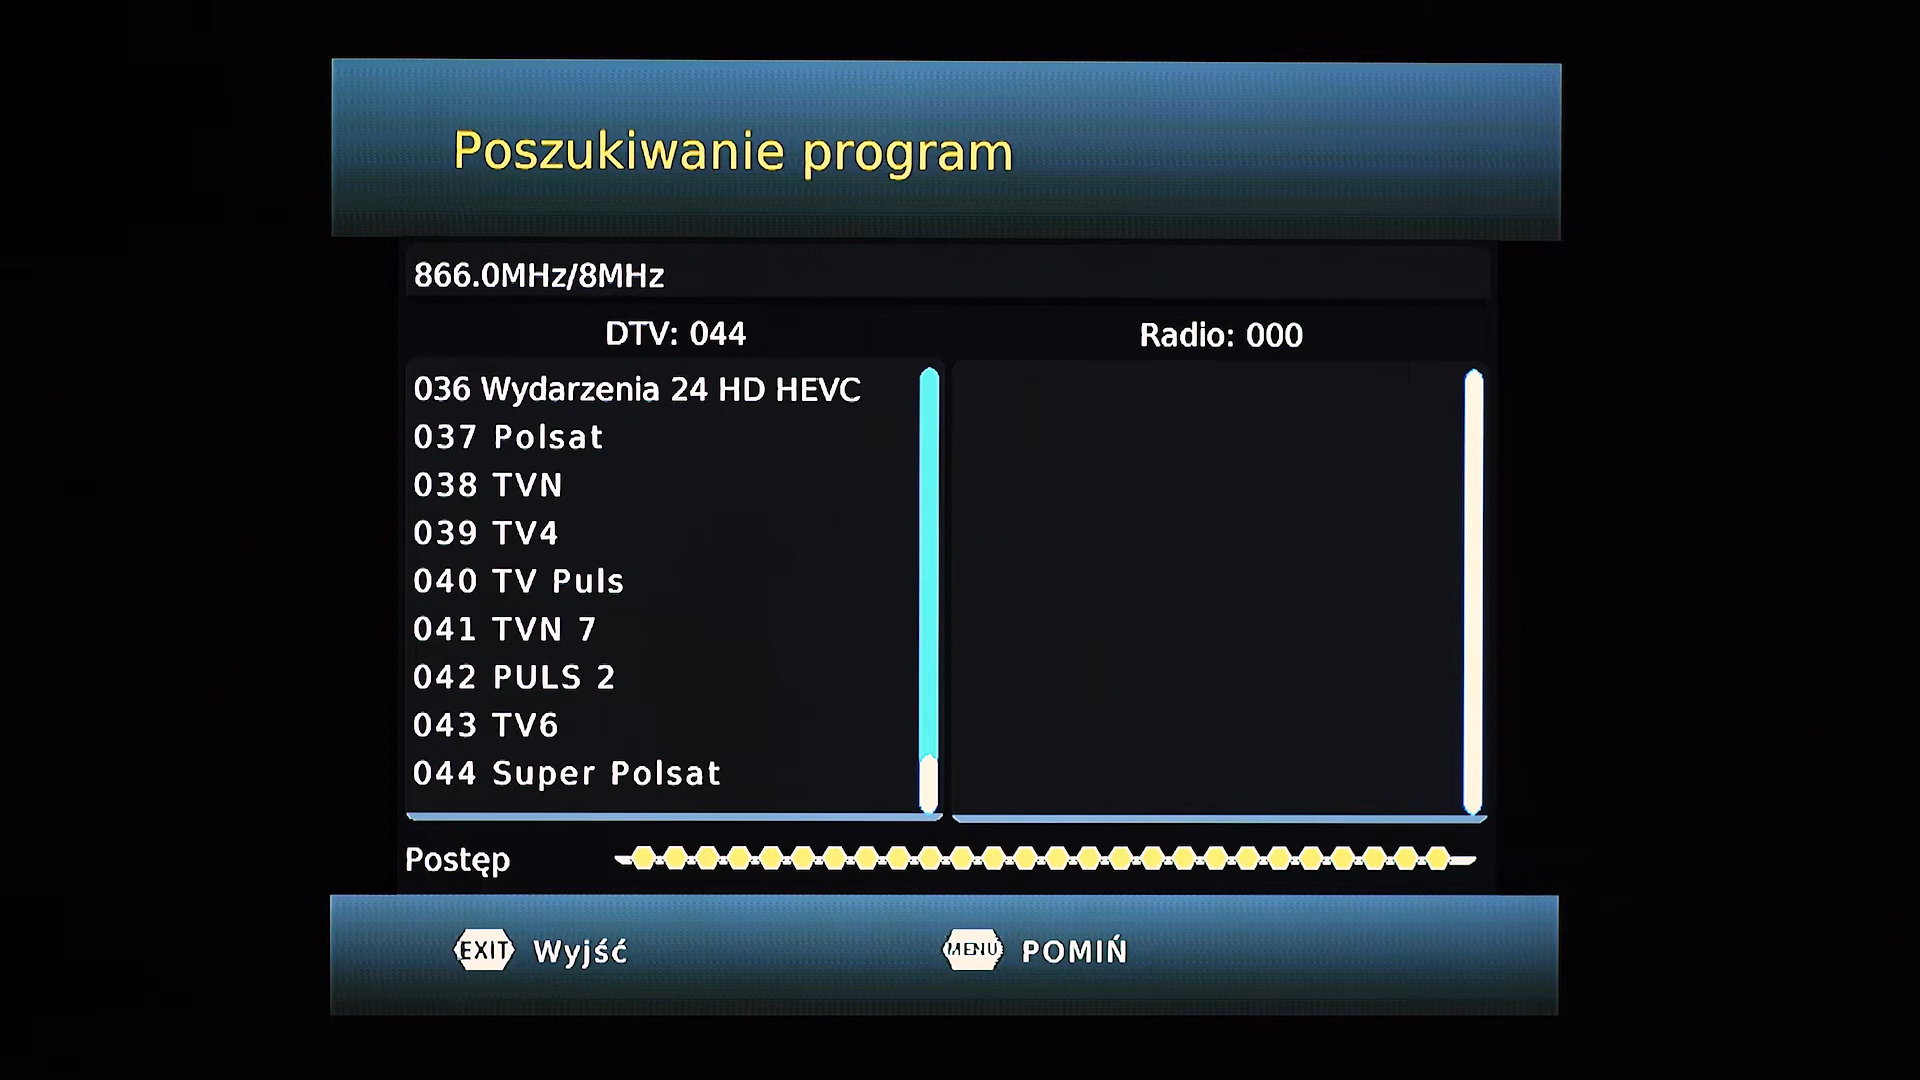 Poszukiwanie program
866.0MHz/8MHz
DTV: 044
Radio: 000
036 Wydarzenia 24 HD HEVC
037 Polsat
038 TVN
039 TV4
040 TV Puls
041 TVN 7
042 PULS 2
043 TV6
044 Super Polsat
Postęp
EXIT Wyjść
MENU POMIŃ